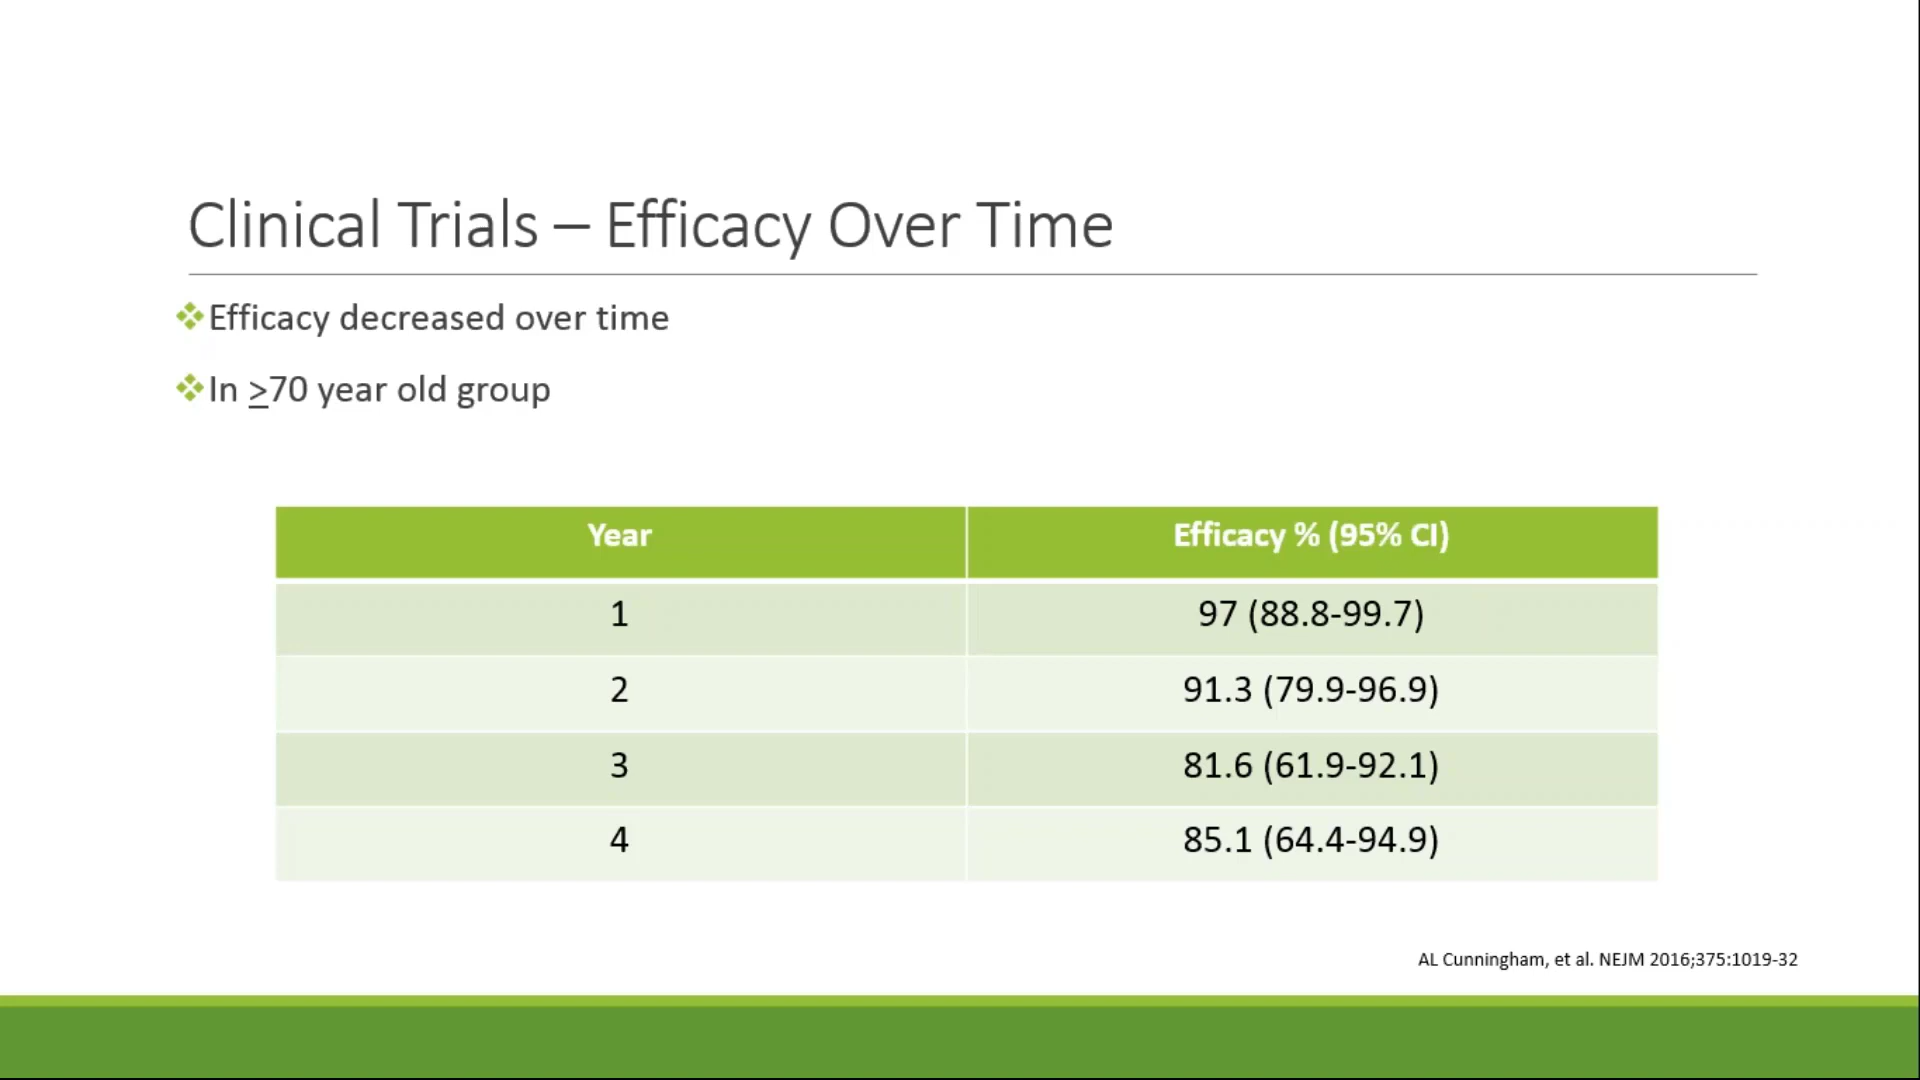 Clinical Trials – Efficacy Over Time
Efficacy decreased over time
In ≥70 year old group
Year Efficacy % (95% CI)
1 97 (88.8-99.7)
2 91.3 (79.9-96.9)
3 81.6 (61.9-92.1)
4 85.1 (64.4-94.9)
AL Cunningham, et al. NEJM 2016;375:1019-32